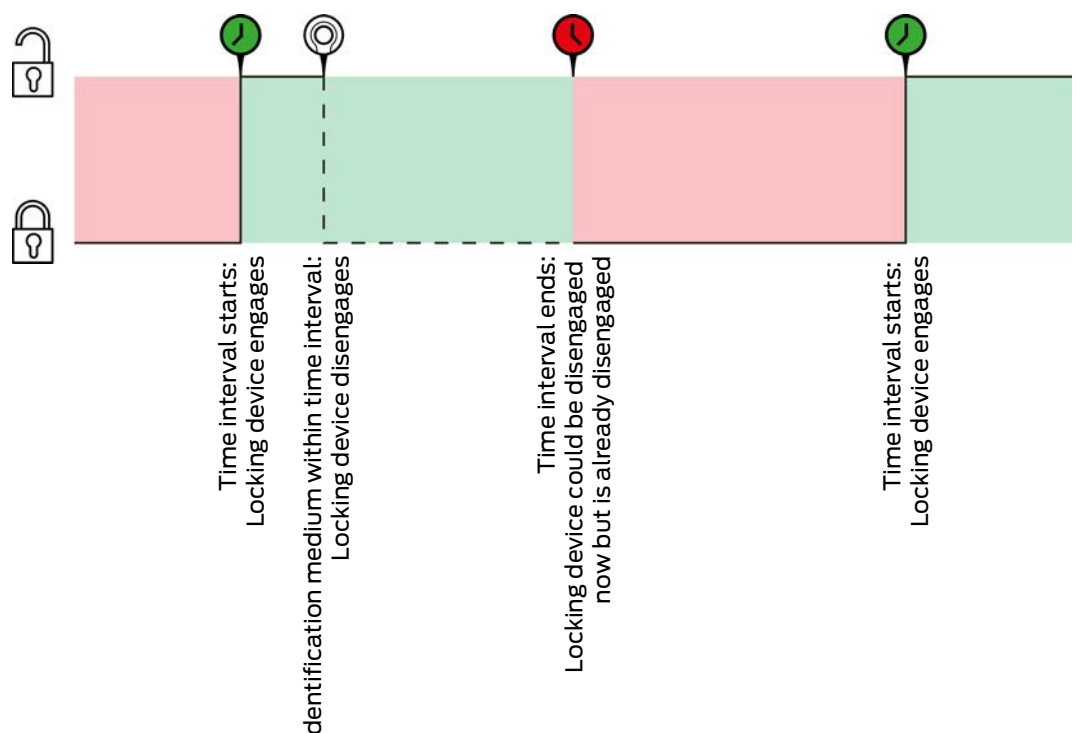 Time interval starts:
Locking device engages
dentification medium within time interval:
Locking device disengages
Time interval ends:
Locking device could be disengaged
now but is already disengaged
Time interval starts:
Locking device engages